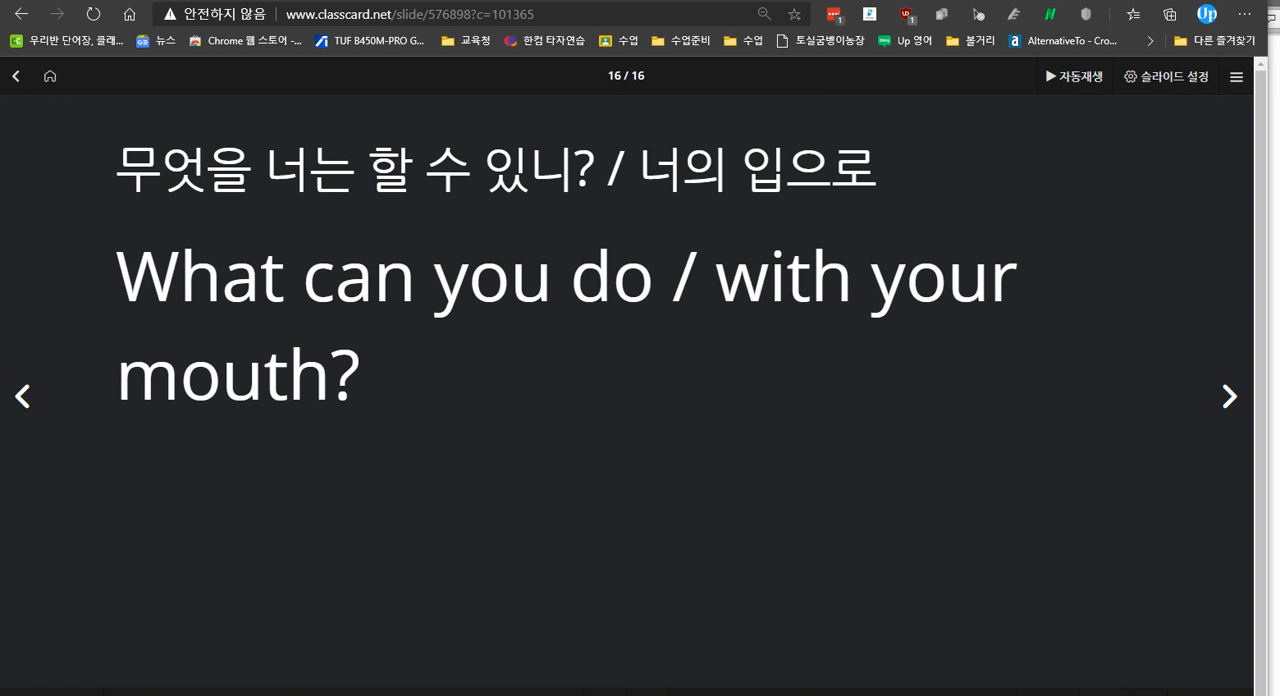 안전하지 않음 www.classcard.net/slide/576898?c=101365
우리반 단어장, 클래... 뉴스 Chrome 웹 스토어 -... TUF B450M-PRO G... 교육청 한컴 타자연습 수업 수업준비 수업 토실굼벵이농장 Up 영어 볼거리 AlternativeTo - Cro... 다른 즐겨찾기
16 / 16 자동재생 슬라이드 설정
무엇을 너는 할 수 있니? / 너의 입으로
What can you do / with your
mouth?